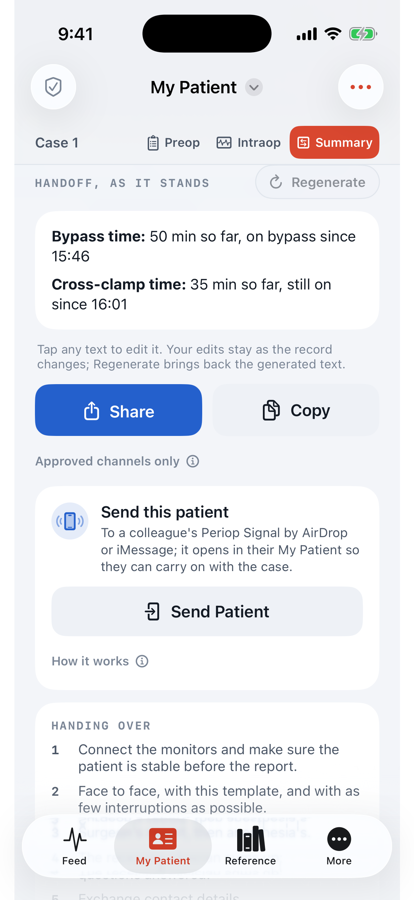 9:41
My Patient
Case 1
Preop
Intraop
Summary
HANDOFF, AS IT STANDS
Regenerate
Bypass time: 50 min so far, on bypass since
15:46
Cross-clamp time: 35 min so far, still on
since 16:01
Tap any text to edit it. Your edits stay as the record
changes; Regenerate brings back the generated text.
Share
Copy
Approved channels only
Send this patient
To a colleague's Periop Signal by AirDrop
or iMessage; it opens in their My Patient so
they can carry on with the case.
Send Patient
How it works
HANDING OVER
1 Connect the monitors and make sure the
patient is stable before the report.
2 Face to face, with this template, and with as
few interruptions as possible.
Feed
My Patient
Reference
More
5 Exchange contact details